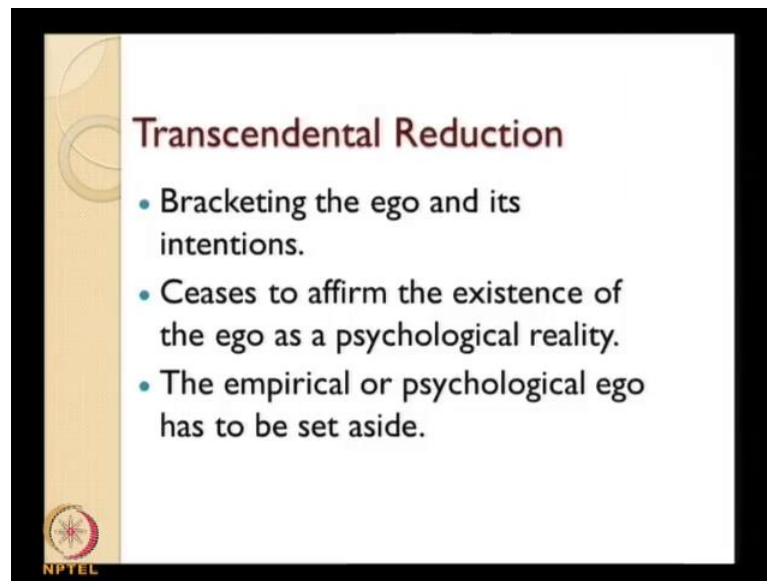 Transcendental Reduction
• Bracketing the ego and its
intentions.
• Ceases to affirm the existence of
the ego as a psychological reality.
• The empirical or psychological ego
has to be set aside.
NPTEL